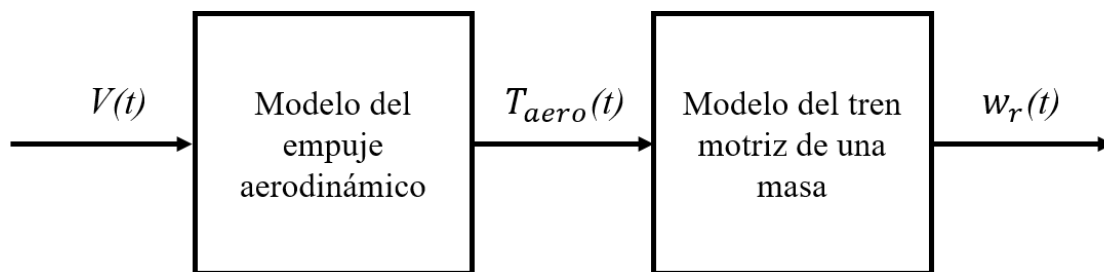 V(t)
Modelo del
empuje
aerodinámico
T_aero(t)
Modelo del tren
motriz de una
masa
w_r(t)